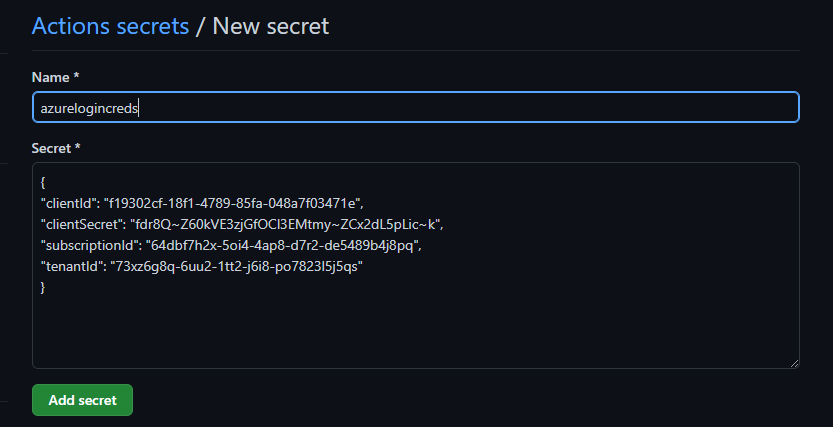 Actions secrets / New secret
Name *
azurelogincreds
Secret *
{
"clientId": "f19302cf-18f1-4789-85fa-048a7f03471e",
"clientSecret": "fdr8Q~Z60kVE3zjGfOCl3EMtmy~ZCx2dL5pLic~k",
"subscriptionId": "64dbf7h2x-5oi4-4ap8-d7r2-de5489b4j8pq",
"tenantId": "73xz6g8q-6uu2-1tt2-j6i8-po7823l5j5qs"
}
Add secret